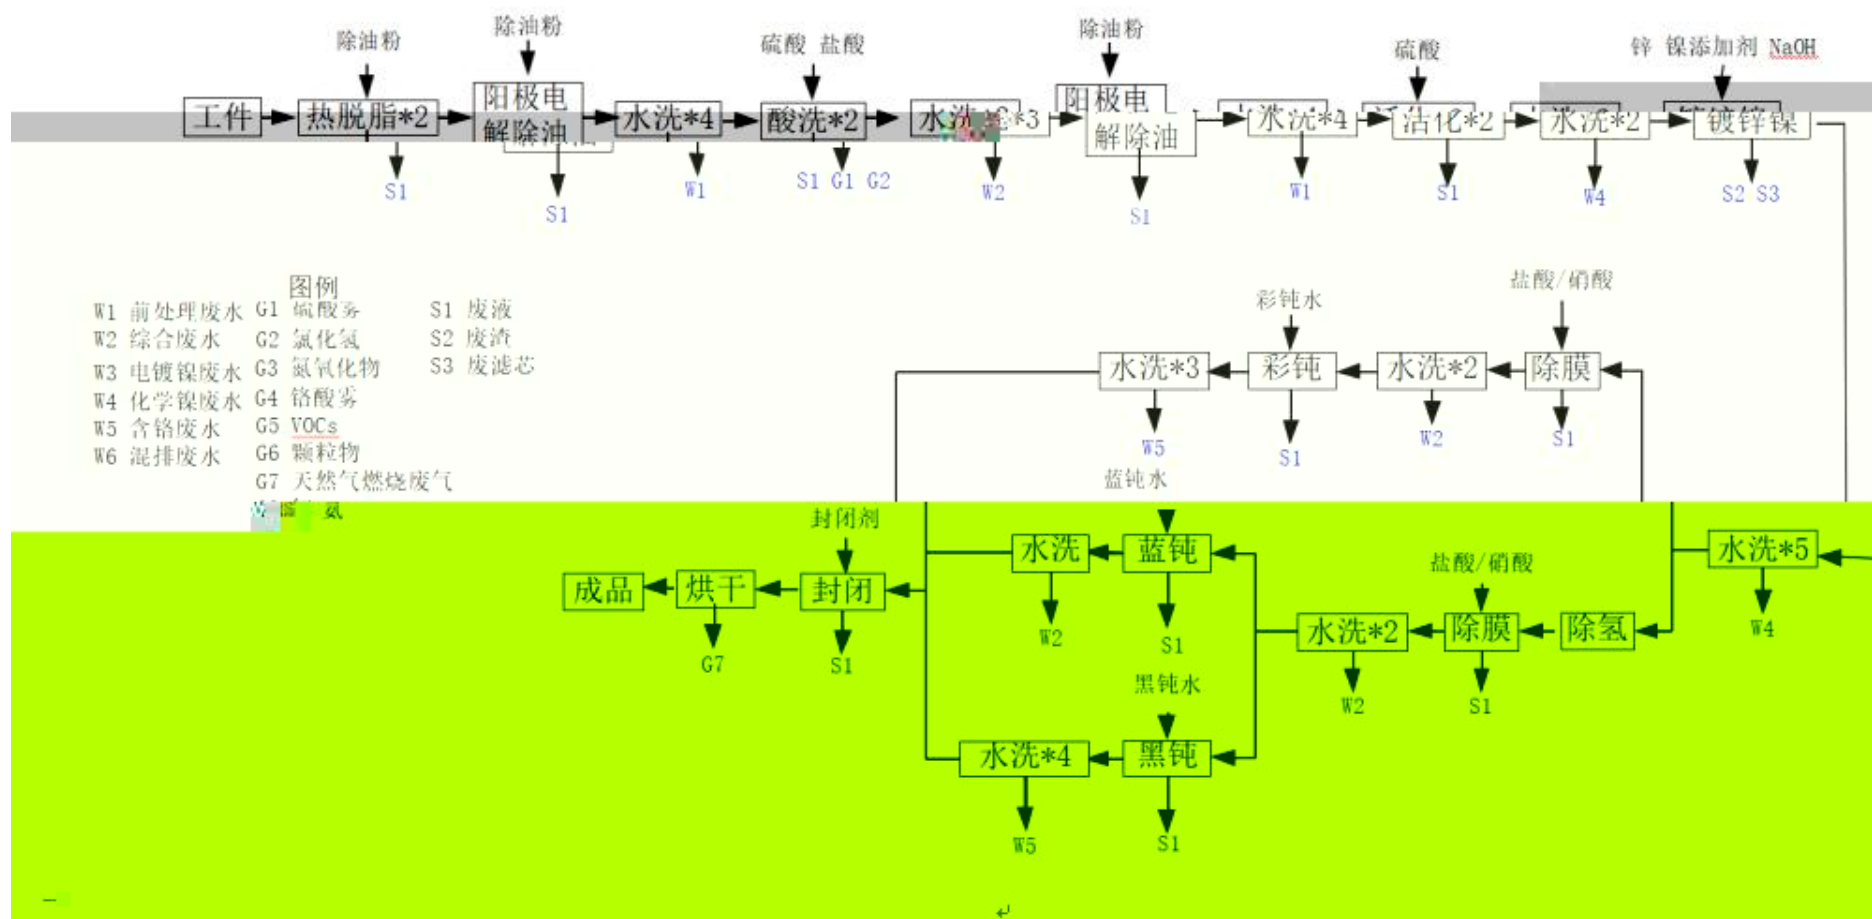 除油粉
除油粉
硫酸 盐酸
除油粉
硫酸
锌 镍添加剂 NaOH
工件
热脱脂*2
阳极电
解除油
水洗*4
酸洗*2
水洗*3
阳极电
解除油
水洗*4
活化*2
水洗*2
镀锌镍
S1
S1
W1
S1 G1 G2
W2
S1
W1
S1
W4
S2 S3
图例
W1 前处理废水 G1 硫酸雾 S1 废液
W2 综合废水 G2 氯化氢 S2 废渣
W3 电镀镍废水 G3 氮氧化物 S3 废滤芯
W4 化学镍废水 G4 铬酸雾
W5 含铬废水 G5 VOCs
W6 混排废水 G6 颗粒物
G7 天然气燃烧废气
氨
彩钝水
盐酸/硝酸
水洗*3
彩钝
水洗*2
除膜
W5
S1
W2
S1
蓝钝水
封闭剂
水洗
蓝钝
水洗*5
盐酸/硝酸
成品
烘干
封闭
水洗*2
除膜
除氢
W4
G7
S1
W2
S1
W2
S1
黑钝水
水洗*4
黑钝
W5
S1